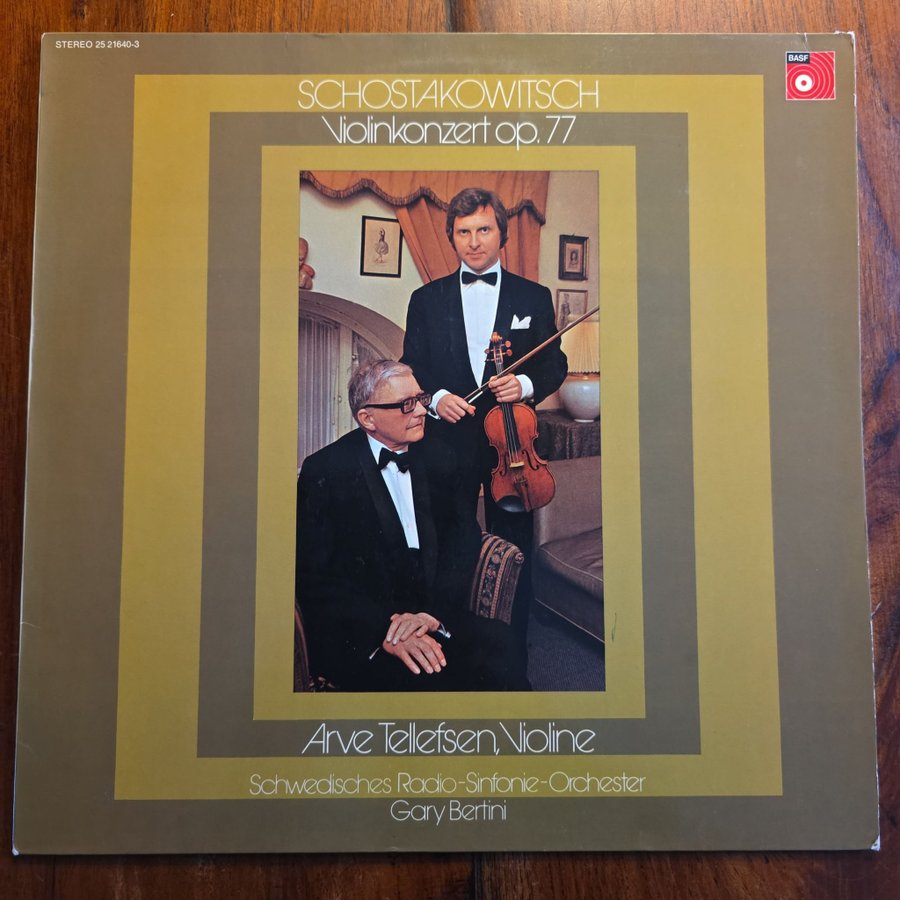 STEREO 25 21640-3
BASF
SCHOSTAKOWITSCH
Violinkonzert op. 77
Arve Tellefsen, Violine
Schwedisches Radio-Sinfonie-Orchester
Gary Bertini